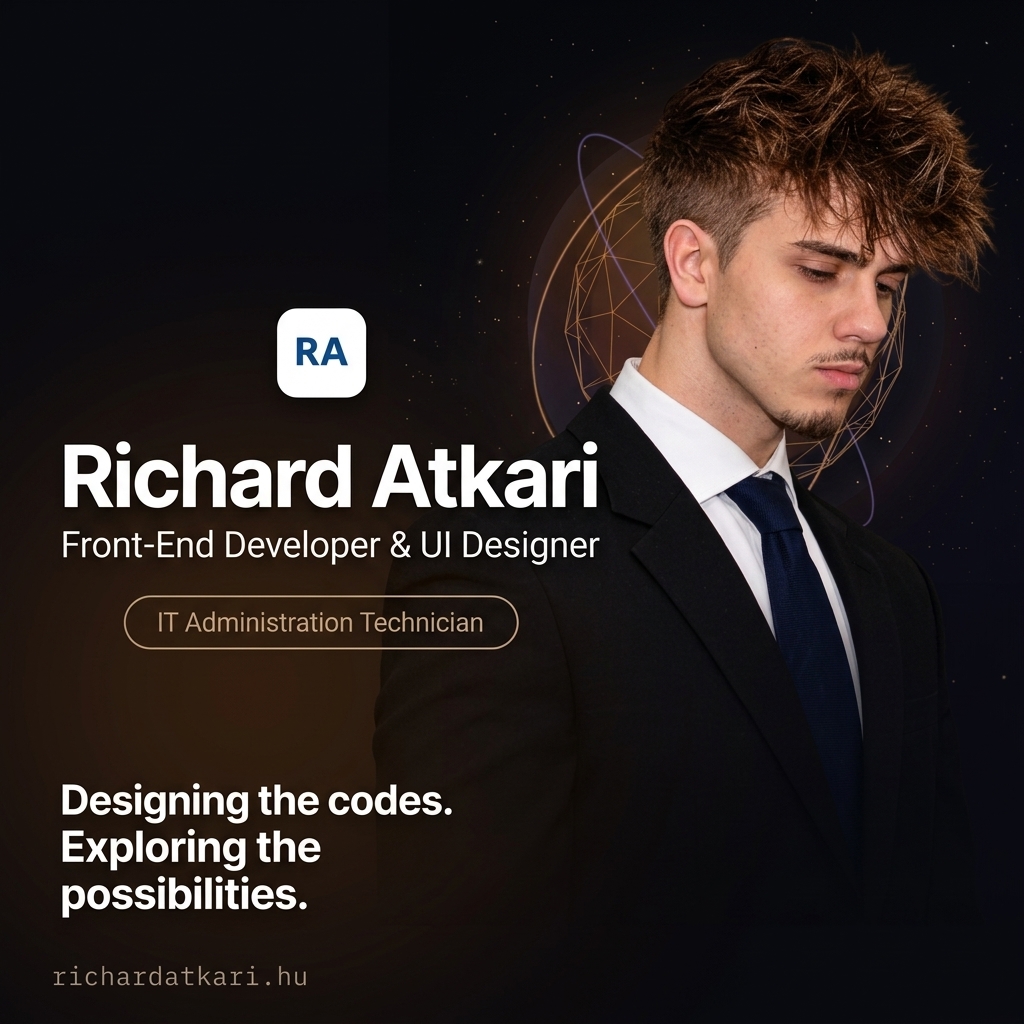 RA
Richard Atkari
Front-End Developer & UI Designer
IT Administration Technician
Designing the codes.
Exploring the
possibilities.
richardatkari.hu